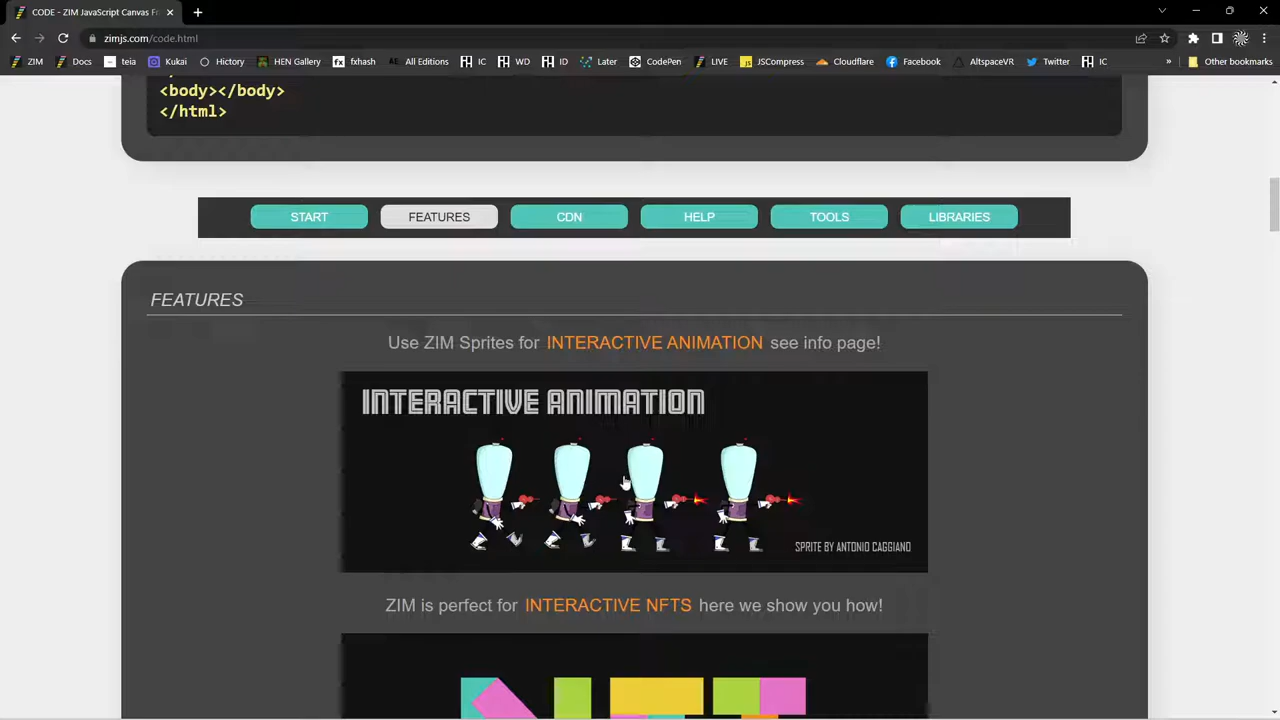 CODE - ZIM JavaScript Canvas Fr
zimjs.com/code.html
ZIM Docs teia Kukai Hictory HEN Gallery fxhash All Editions IC WD ID Later CodePen LIVE JSCompress Cloudflare Facebook AltspaceVR Twitter IC » Other bookmarks
<body></body>
</html>
START FEATURES CDN HELP TOOLS LIBRARIES
FEATURES
Use ZIM Sprites for INTERACTIVE ANIMATION see info page!
INTERACTIVE ANIMATION
SPRITE BY ANTONIO CAGGIANO
ZIM is perfect for INTERACTIVE NFTS here we show you how!
NFT